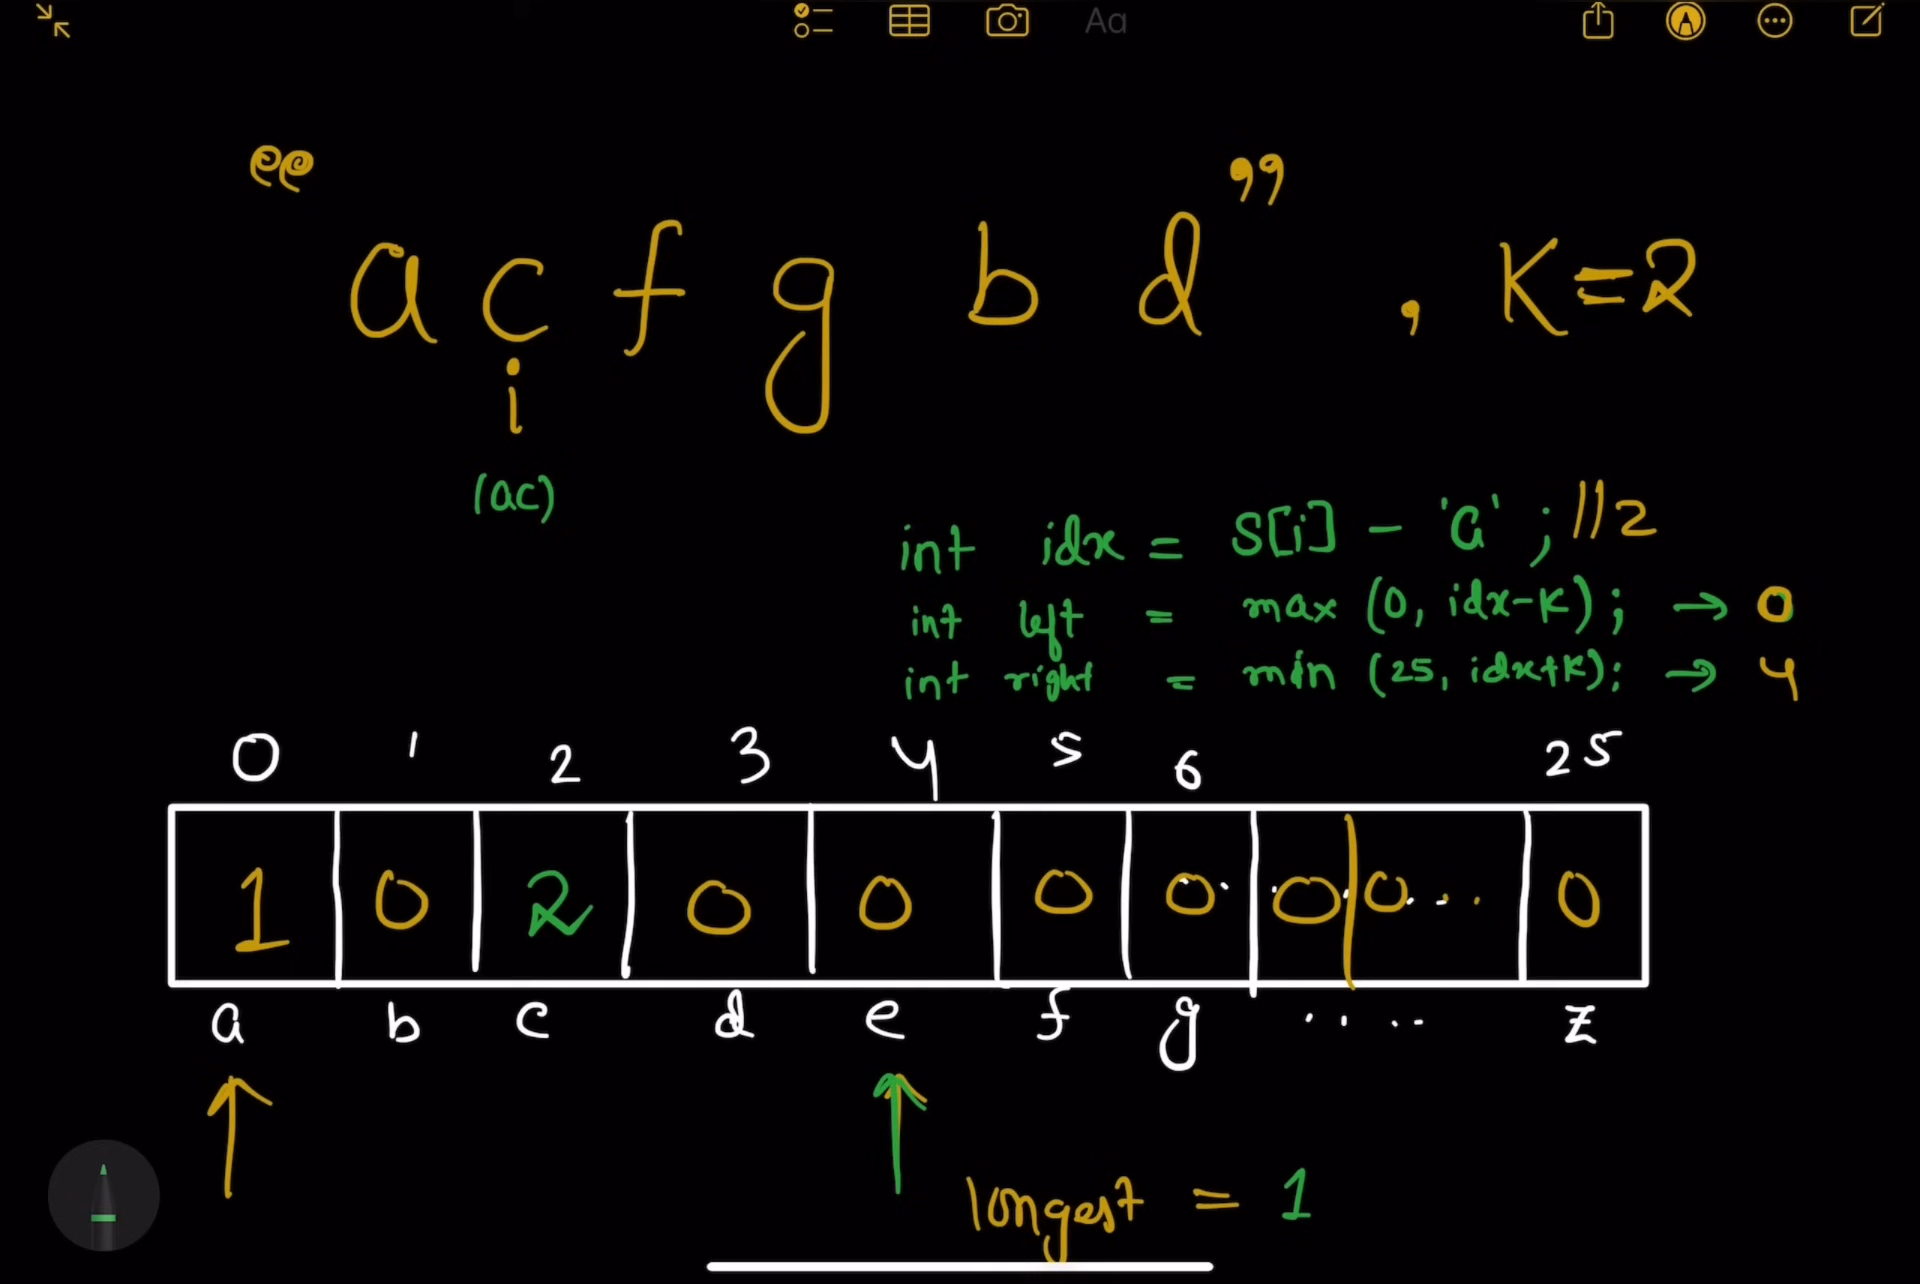 Aa
"a c f g b d" , K=2
i
(ac)
int idx = S[i] - 'a' ; //2
int left = max (0, idx-K) ; → 0
int right = min (25, idx+K); → 4
0 1 2 3 4 5 6 25
1 0 2 0 0 0 0 0 0... 0
a b c d e f g .... z
longest = 1